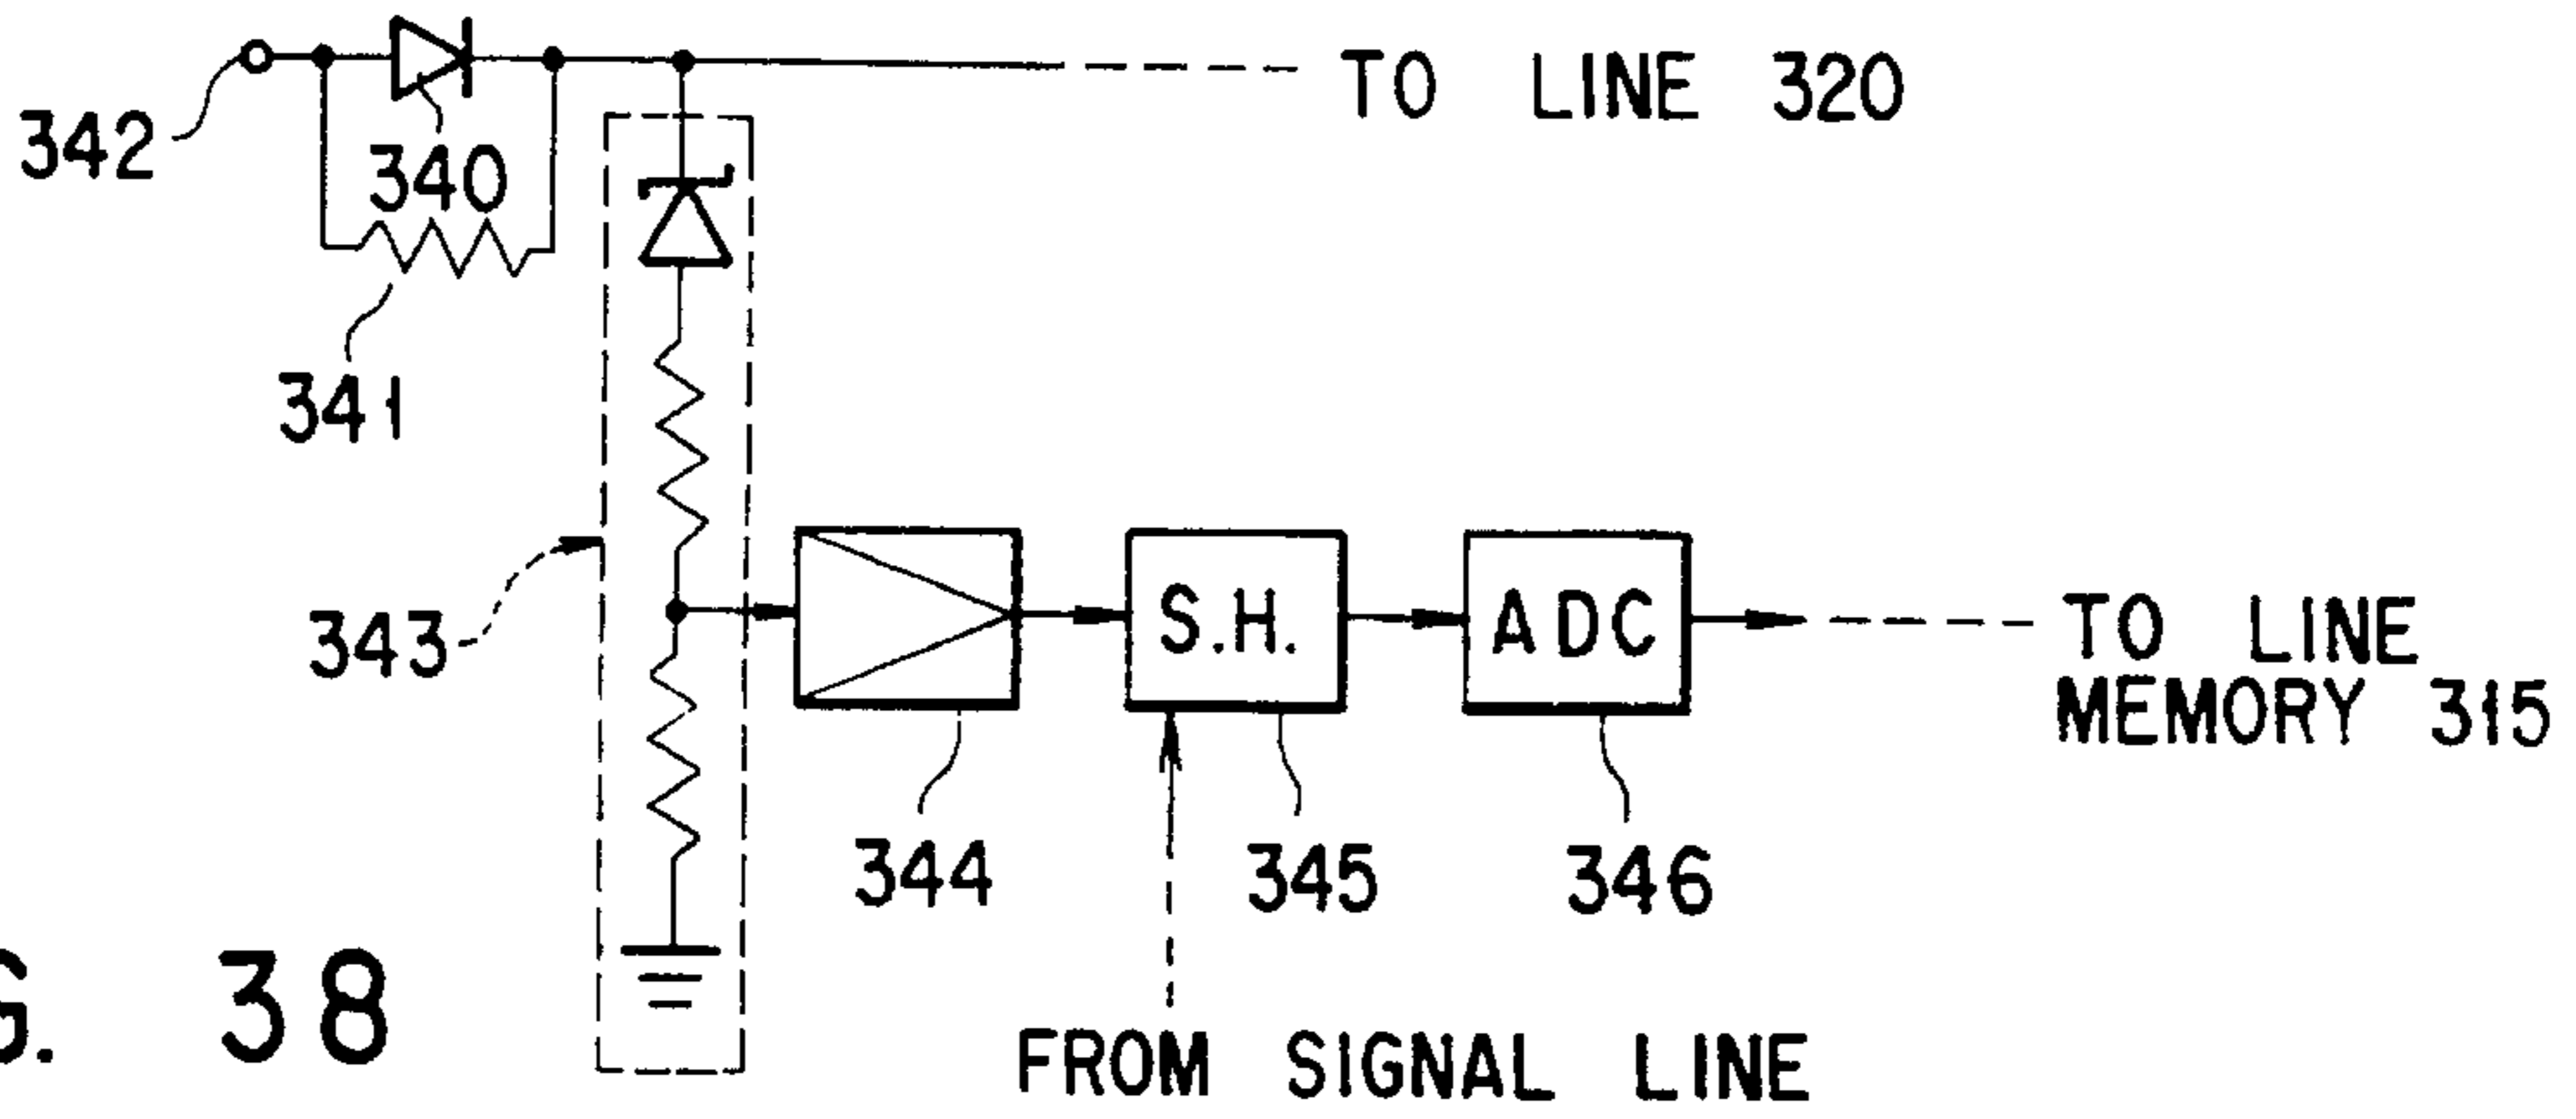 TO LINE 320
342
340
341
343
S.H.
ADC
TO LINE
MEMORY 315
344
345
346
G. 38
FROM SIGNAL LINE